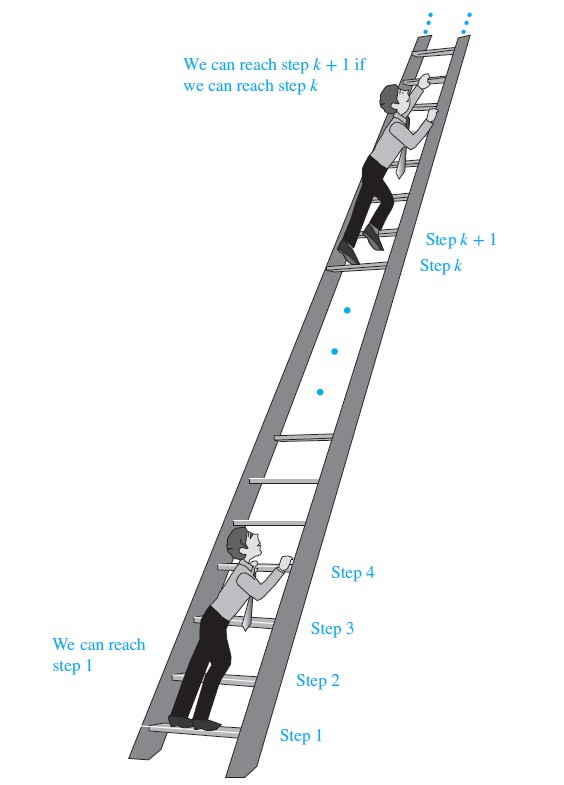 We can reach step k + 1 if
we can reach step k
Step k + 1
Step k
Step 4
Step 3
We can reach
step 1
Step 2
Step 1